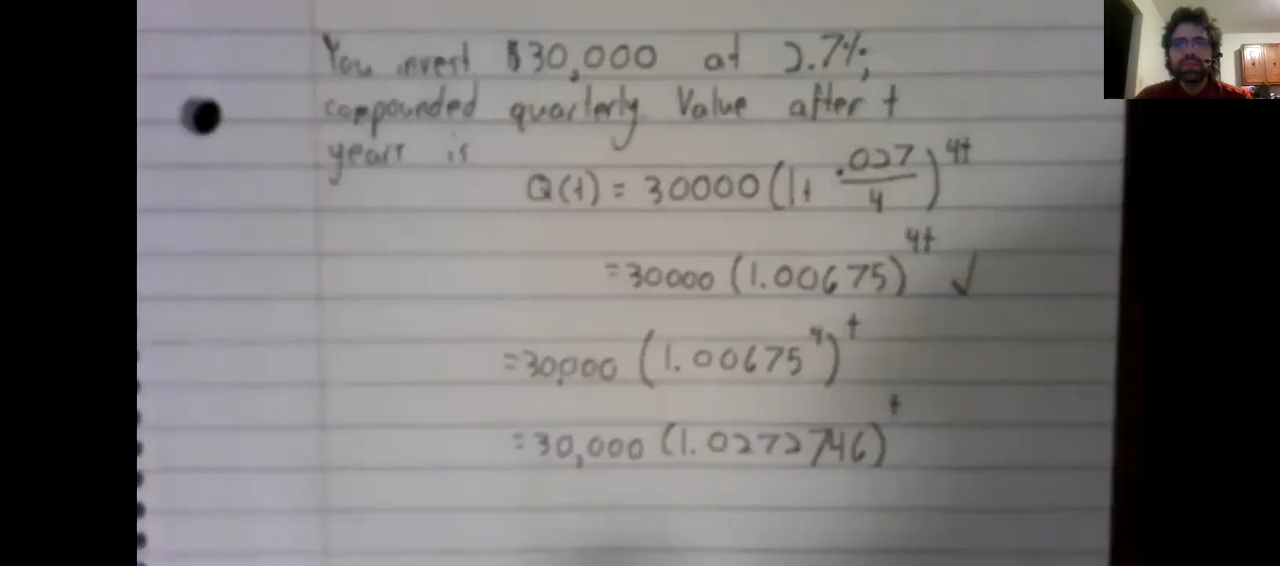 You invest $30,000 at 2.7%,
compounded quarterly. Value after t
years is
Q(t) = 30000(1+ .027/4)^4t
=30000(1.00675)^4t ✓
=30,000(1.00675^4)^t
=30,000(1.0272746)^t